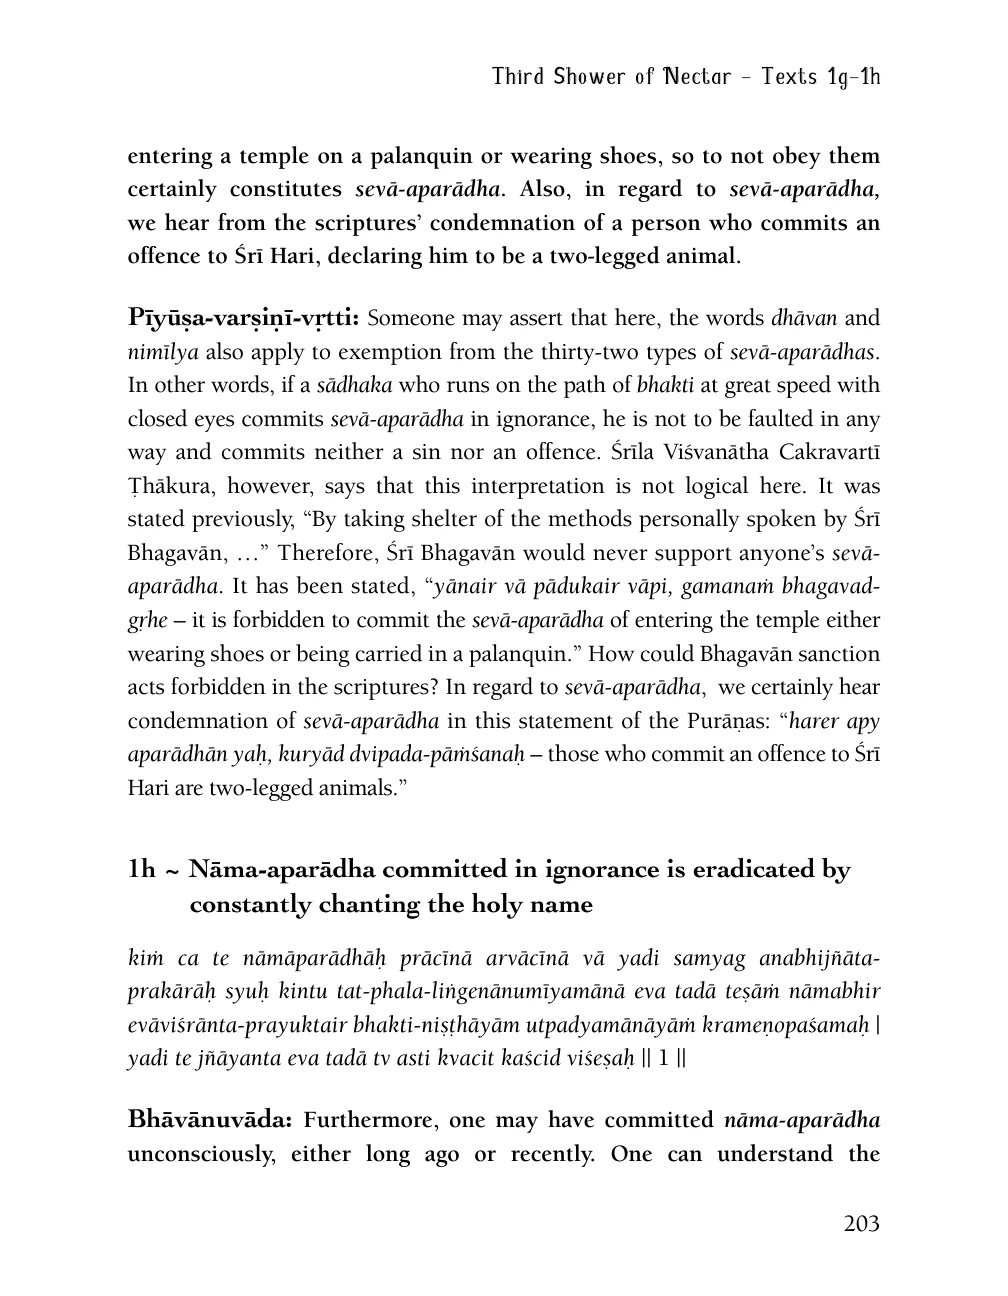 Third Shower of Nectar – Texts 1g–1h
entering a temple on a palanquin or wearing shoes, so to not obey them
certainly constitutes sevā-aparādha. Also, in regard to sevā-aparādha,
we hear from the scriptures’ condemnation of a person who commits an
offence to Śrī Hari, declaring him to be a two-legged animal.
Pīyūṣa-varṣiṇī-vṛtti: Someone may assert that here, the words dhāvan and
nimīlya also apply to exemption from the thirty-two types of sevā-aparādhas.
In other words, if a sādhaka who runs on the path of bhakti at great speed with
closed eyes commits sevā-aparādha in ignorance, he is not to be faulted in any
way and commits neither a sin nor an offence. Śrīla Viśvanātha Cakravartī
Ṭhākura, however, says that this interpretation is not logical here. It was
stated previously, “By taking shelter of the methods personally spoken by Śrī
Bhagavān, …” Therefore, Śrī Bhagavān would never support anyone’s sevā-
aparādha. It has been stated, “yānair vā pādukair vāpi, gamanaṁ bhagavad-
gṛhe – it is forbidden to commit the sevā-aparādha of entering the temple either
wearing shoes or being carried in a palanquin.” How could Bhagavān sanction
acts forbidden in the scriptures? In regard to sevā-aparādha, we certainly hear
condemnation of sevā-aparādha in this statement of the Purāṇas: “harer apy
aparādhān yaḥ, kuryād dvipada-pāṁśanaḥ – those who commit an offence to Śrī
Hari are two-legged animals.”
1h ~ Nāma-aparādha committed in ignorance is eradicated by
constantly chanting the holy name
kiṁ ca te nāmāparādhāḥ prācīnā arvācīnā vā yadi samyag anabhijñāta-
prakārāḥ syuḥ kintu tat-phala-liṅgenānumīyamānā eva tadā teṣāṁ nāmabhir
evāviśrānta-prayuktair bhakti-niṣṭhāyām utpadyamānāyāṁ krameṇopaśamaḥ |
yadi te jñāyanta eva tadā tv asti kvacit kaścid viśeṣaḥ || 1 ||
Bhāvānuvāda: Furthermore, one may have committed nāma-aparādha
unconsciously, either long ago or recently. One can understand the
203